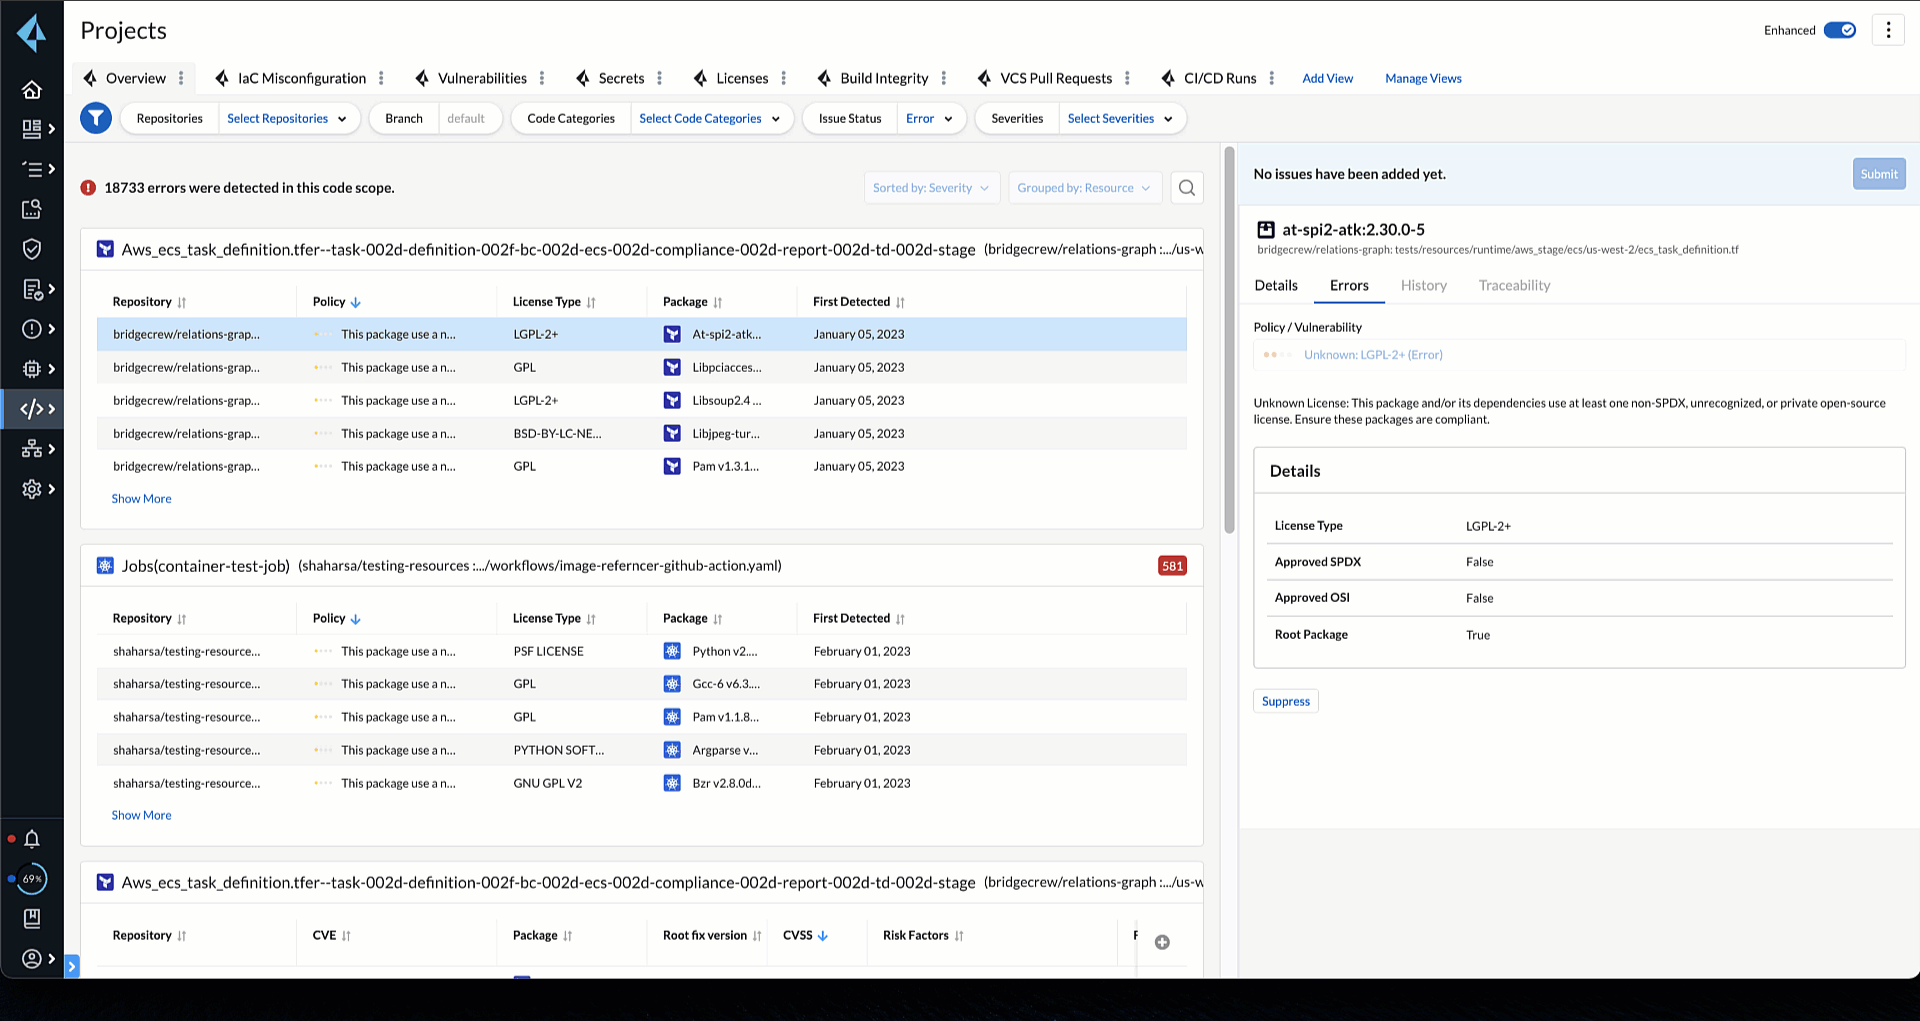 Projects
Enhanced
Overview IaC Misconfiguration Vulnerabilities Secrets Licenses Build Integrity VCS Pull Requests CI/CD Runs Add View Manage Views
Repositories Select Repositories Branch default Code Categories Select Code Categories Issue Status Error Severities Select Severities
18733 errors were detected in this code scope.
Sorted by: Severity Grouped by: Resource
Aws_ecs_task_definition.tfer--task-002d-definition-002f-bc-002d-ecs-002d-compliance-002d-report-002d-td-002d-stage (bridgecrew/relations-graph :.../us-w
Repository Policy License Type Package First Detected
bridgecrew/relations-grap... This package use a n... LGPL-2+ At-spi2-atk... January 05, 2023
bridgecrew/relations-grap... This package use a n... GPL Libpciacces... January 05, 2023
bridgecrew/relations-grap... This package use a n... LGPL-2+ Libsoup2.4 ... January 05, 2023
bridgecrew/relations-grap... This package use a n... BSD-BY-LC-NE... Libjpeg-tur... January 05, 2023
bridgecrew/relations-grap... This package use a n... GPL Pam v1.3.1... January 05, 2023
Show More
Jobs(container-test-job) (shaharsa/testing-resources :.../workflows/image-referncer-github-action.yaml) 581
Repository Policy License Type Package First Detected
shaharsa/testing-resource... This package use a n... PSF LICENSE Python v2.... February 01, 2023
shaharsa/testing-resource... This package use a n... GPL Gcc-6 v6.3.... February 01, 2023
shaharsa/testing-resource... This package use a n... GPL Pam v1.1.8... February 01, 2023
shaharsa/testing-resource... This package use a n... PYTHON SOFT... Argparse v... February 01, 2023
shaharsa/testing-resource... This package use a n... GNU GPL V2 Bzr v2.8.0d... February 01, 2023
Show More
Aws_ecs_task_definition.tfer--task-002d-definition-002f-bc-002d-ecs-002d-compliance-002d-report-002d-td-002d-stage (bridgecrew/relations-graph :.../us-w
Repository CVE Package Root fix version CVSS Risk Factors F
No issues have been added yet. Submit
at-spi2-atk:2.30.0-5
bridgecrew/relations-graph: tests/resources/runtime/aws_stage/ecs/us-west-2/ecs_task_definition.tf
Details Errors History Traceability
Policy / Vulnerability
Unknown: LGPL-2+ (Error)
Unknown License: This package and/or its dependencies use at least one non-SPDX, unrecognized, or private open-source
license. Ensure these packages are compliant.
Details
License Type LGPL-2+
Approved SPDX False
Approved OSI False
Root Package True
Suppress
69%